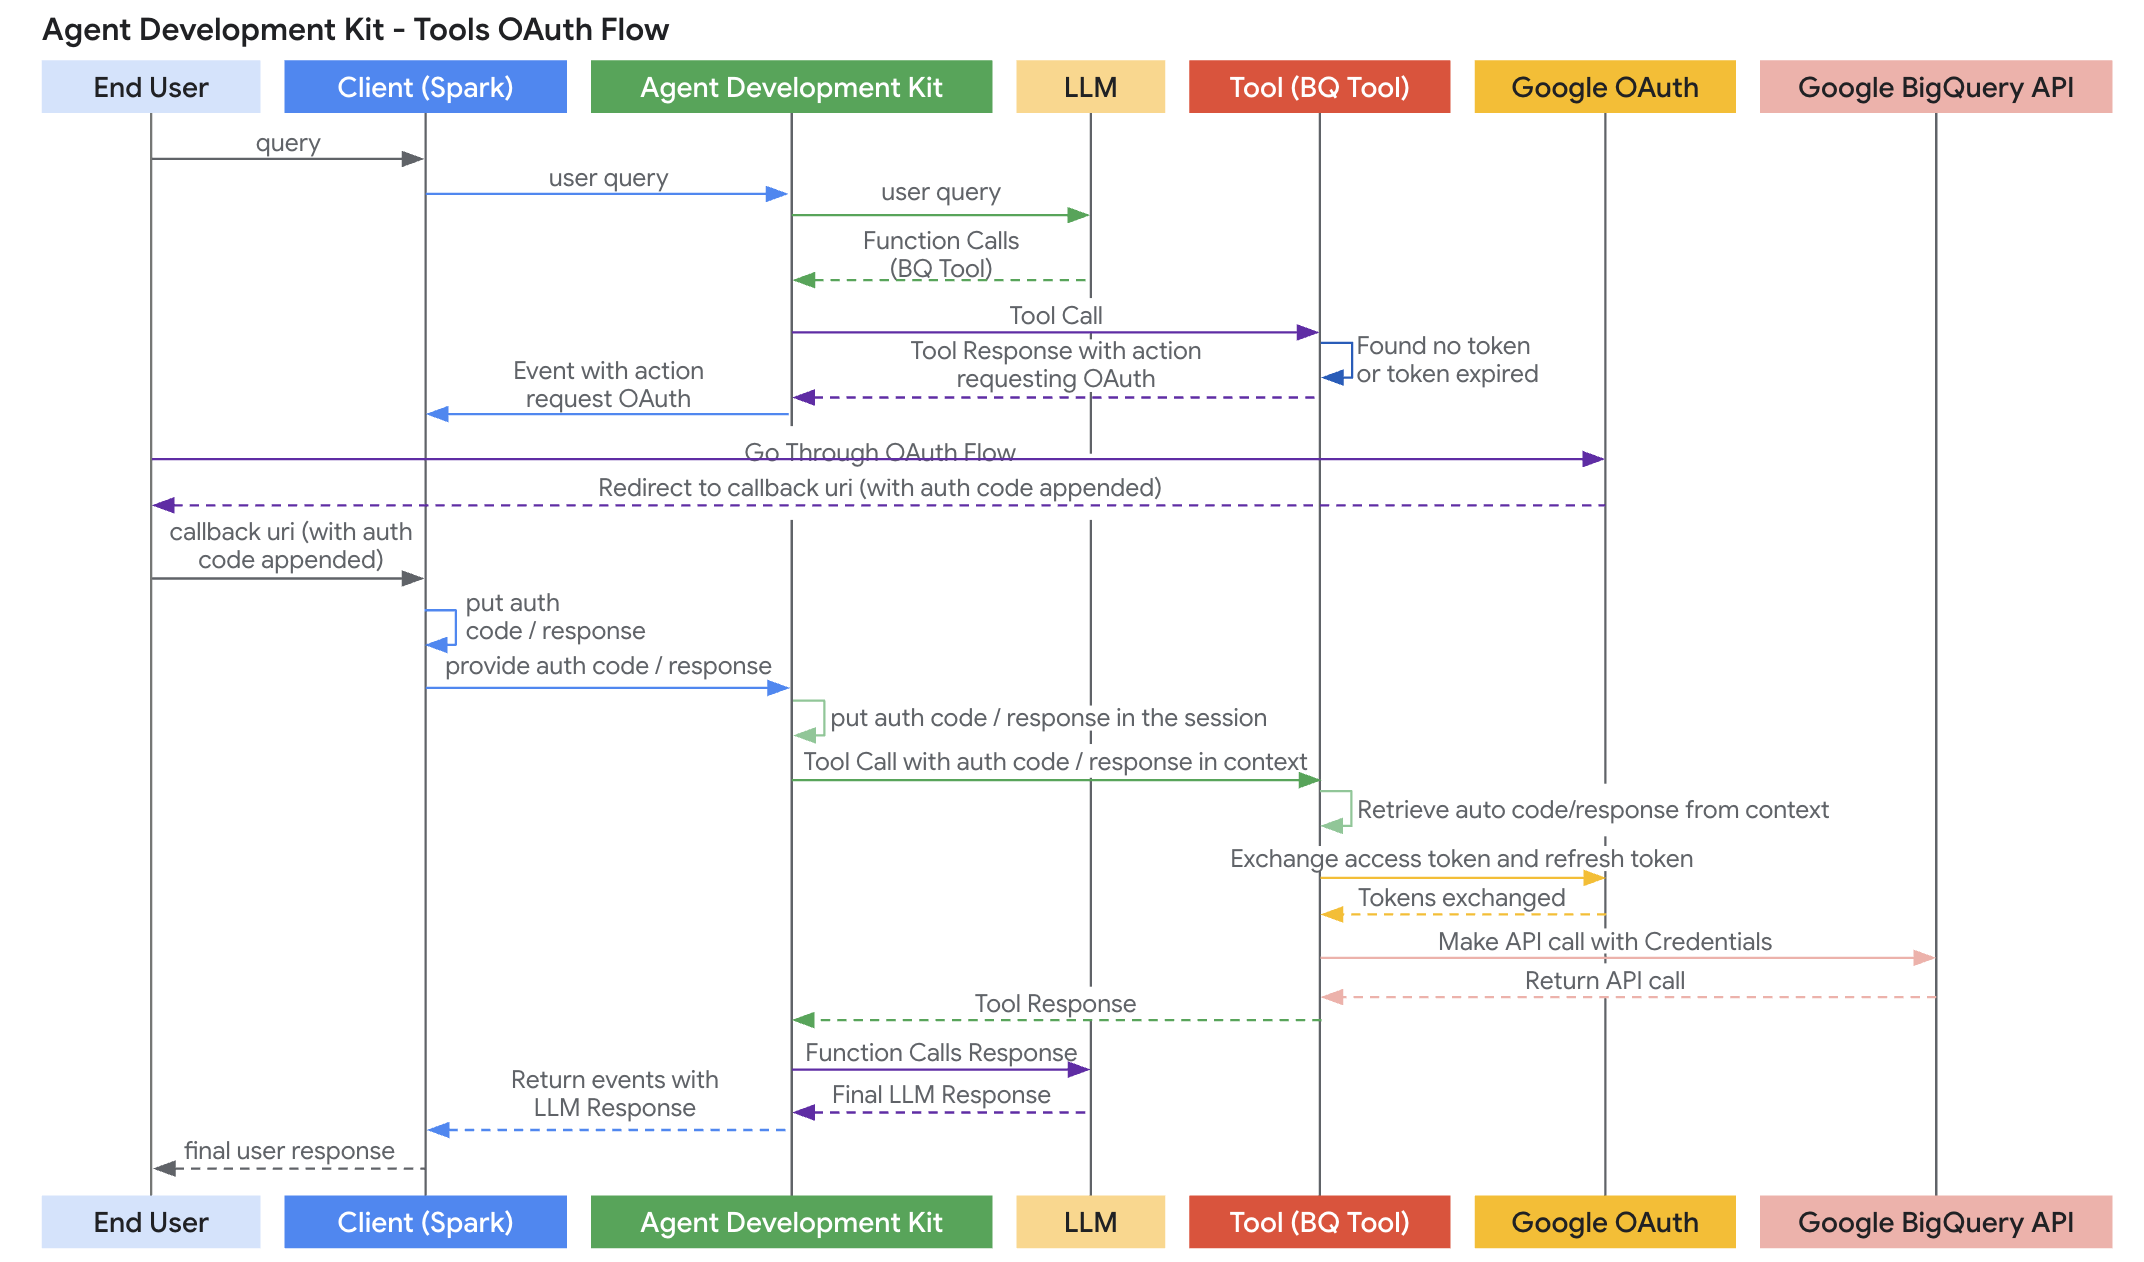 Agent Development Kit - Tools OAuth Flow
End User
Client (Spark)
Agent Development Kit
LLM
Tool (BQ Tool)
Google OAuth
Google BigQuery API
query
user query
user query
Function Calls
(BQ Tool)
Tool Call
Found no token
or token expired
Tool Response with action
requesting OAuth
Event with action
request OAuth
Go Through OAuth Flow
Redirect to callback uri (with auth code appended)
callback uri (with auth
code appended)
put auth
code / response
provide auth code / response
put auth code / response in the session
Tool Call with auth code / response in context
Retrieve auto code/response from context
Exchange access token and refresh token
Tokens exchanged
Make API call with Credentials
Return API call
Tool Response
Function Calls Response
Final LLM Response
Return events with
LLM Response
final user response
End User
Client (Spark)
Agent Development Kit
LLM
Tool (BQ Tool)
Google OAuth
Google BigQuery API